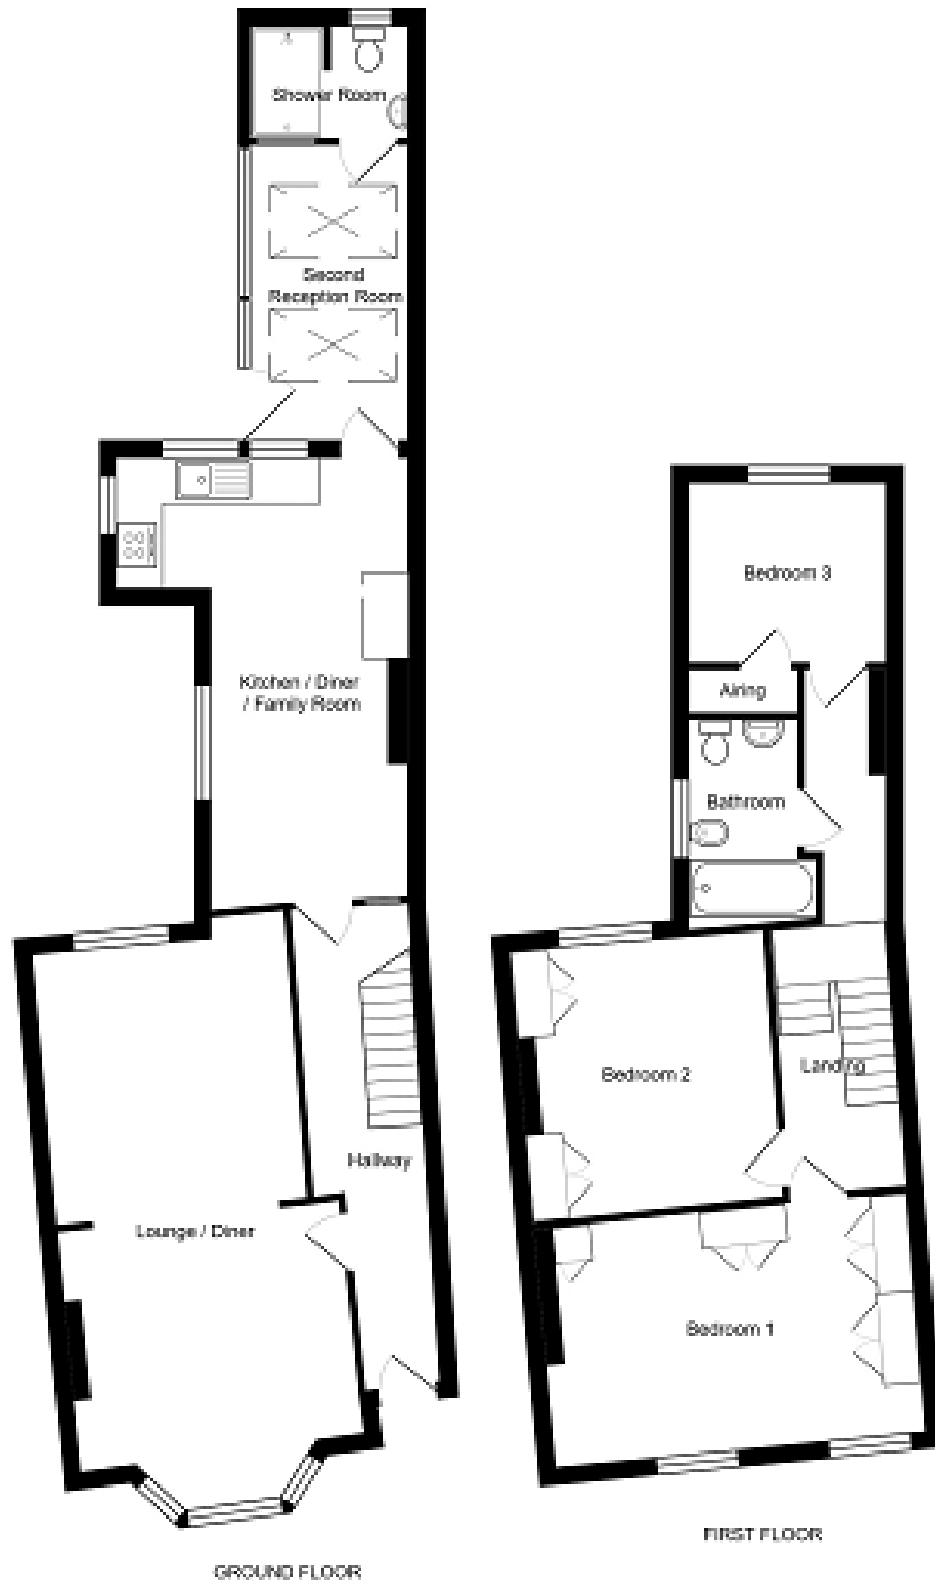 Shower Room
Second
Reception Room
Kitchen / Diner
/ Family Room
Hallway
Lounge / Diner
GROUND FLOOR
Bedroom 3
Airing
Bathroom
Bedroom 2
Landing
Bedroom 1
FIRST FLOOR